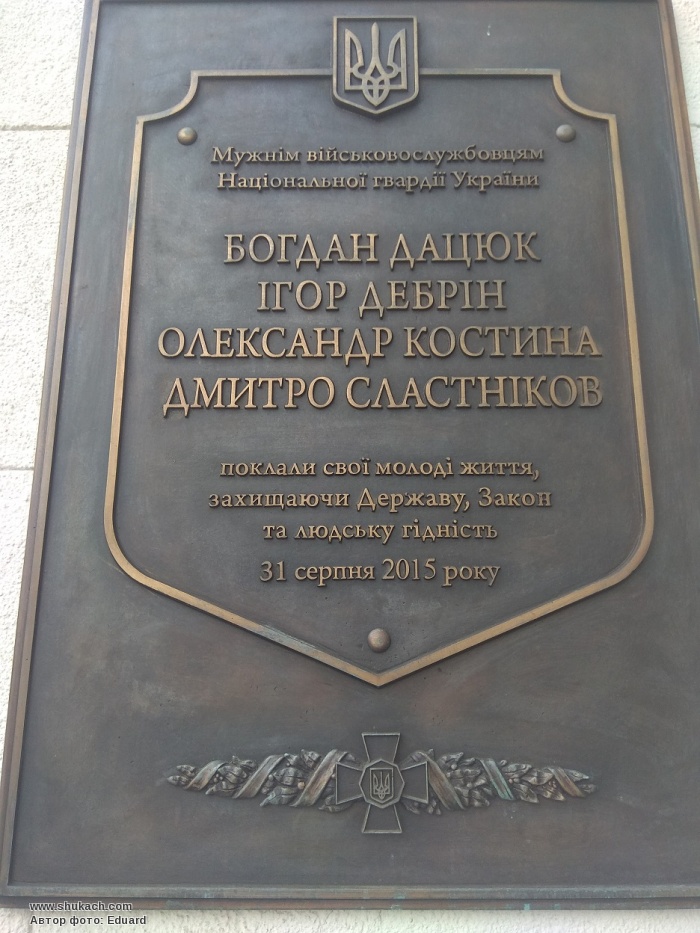 Мужнім військовослужбовцям
Національної гвардії України
БОГДАН ДАЦЮК
ІГОР ДЕБРІН
ОЛЕКСАНДР КОСТИНА
ДМИТРО СЛАСТНІКОВ
поклали свої молоді життя,
захищаючи Державу, Закон
та людську гідність
31 серпня 2015 року
www.shukach.com
Автор фото: Eduard